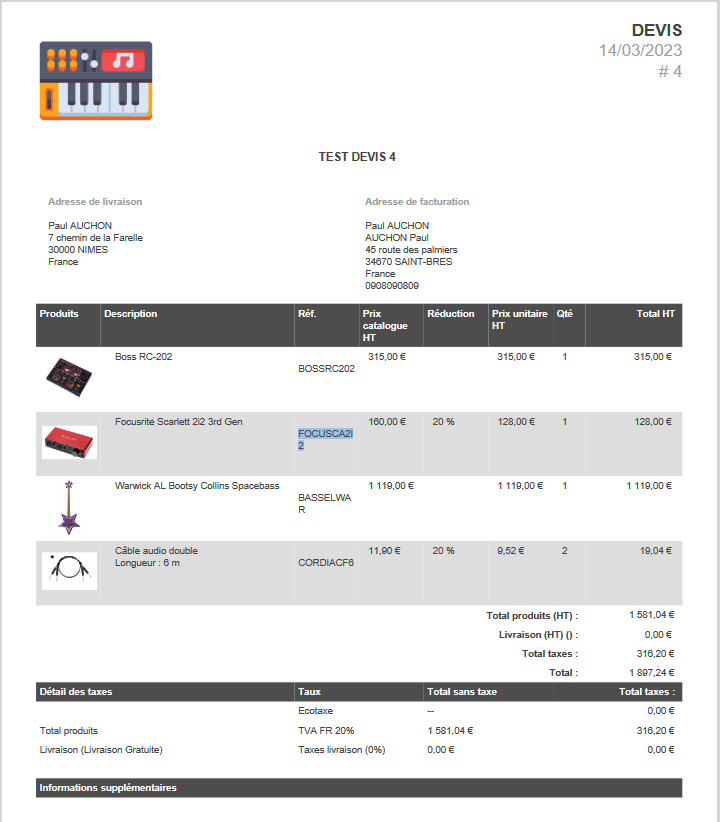 DEVIS
14/03/2023
# 4
TEST DEVIS 4
Adresse de livraison
Paul AUCHON
7 chemin de la Farelle
30000 NIMES
France
Adresse de facturation
Paul AUCHON
AUCHON Paul
45 route des palmiers
34670 SAINT-BRES
France
0908090809
Produits Description Réf. Prix catalogue HT Réduction Prix unitaire HT Qté Total HT
Boss RC-202 BOSSRC202 315,00 € 315,00 € 1 315,00 €
Focusrite Scarlett 2i2 3rd Gen FOCUSCA2I2 160,00 € 20 % 128,00 € 1 128,00 €
Warwick AL Bootsy Collins Spacebass BASSELWAR 1 119,00 € 1 119,00 € 1 1 119,00 €
Câble audio double CORDIACF6 11,90 € 20 % 9,52 € 2 19,04 €
Longueur : 6 m
Total produits (HT) : 1 581,04 €
Livraison (HT) () : 0,00 €
Total taxes : 316,20 €
Total : 1 897,24 €
Détail des taxes Taux Total sans taxe Total taxes :
Ecotaxe -- 0,00 €
Total produits TVA FR 20% 1 581,04 € 316,20 €
Livraison (Livraison Gratuite) Taxes livraison (0%) 0,00 € 0,00 €
Informations supplémentaires